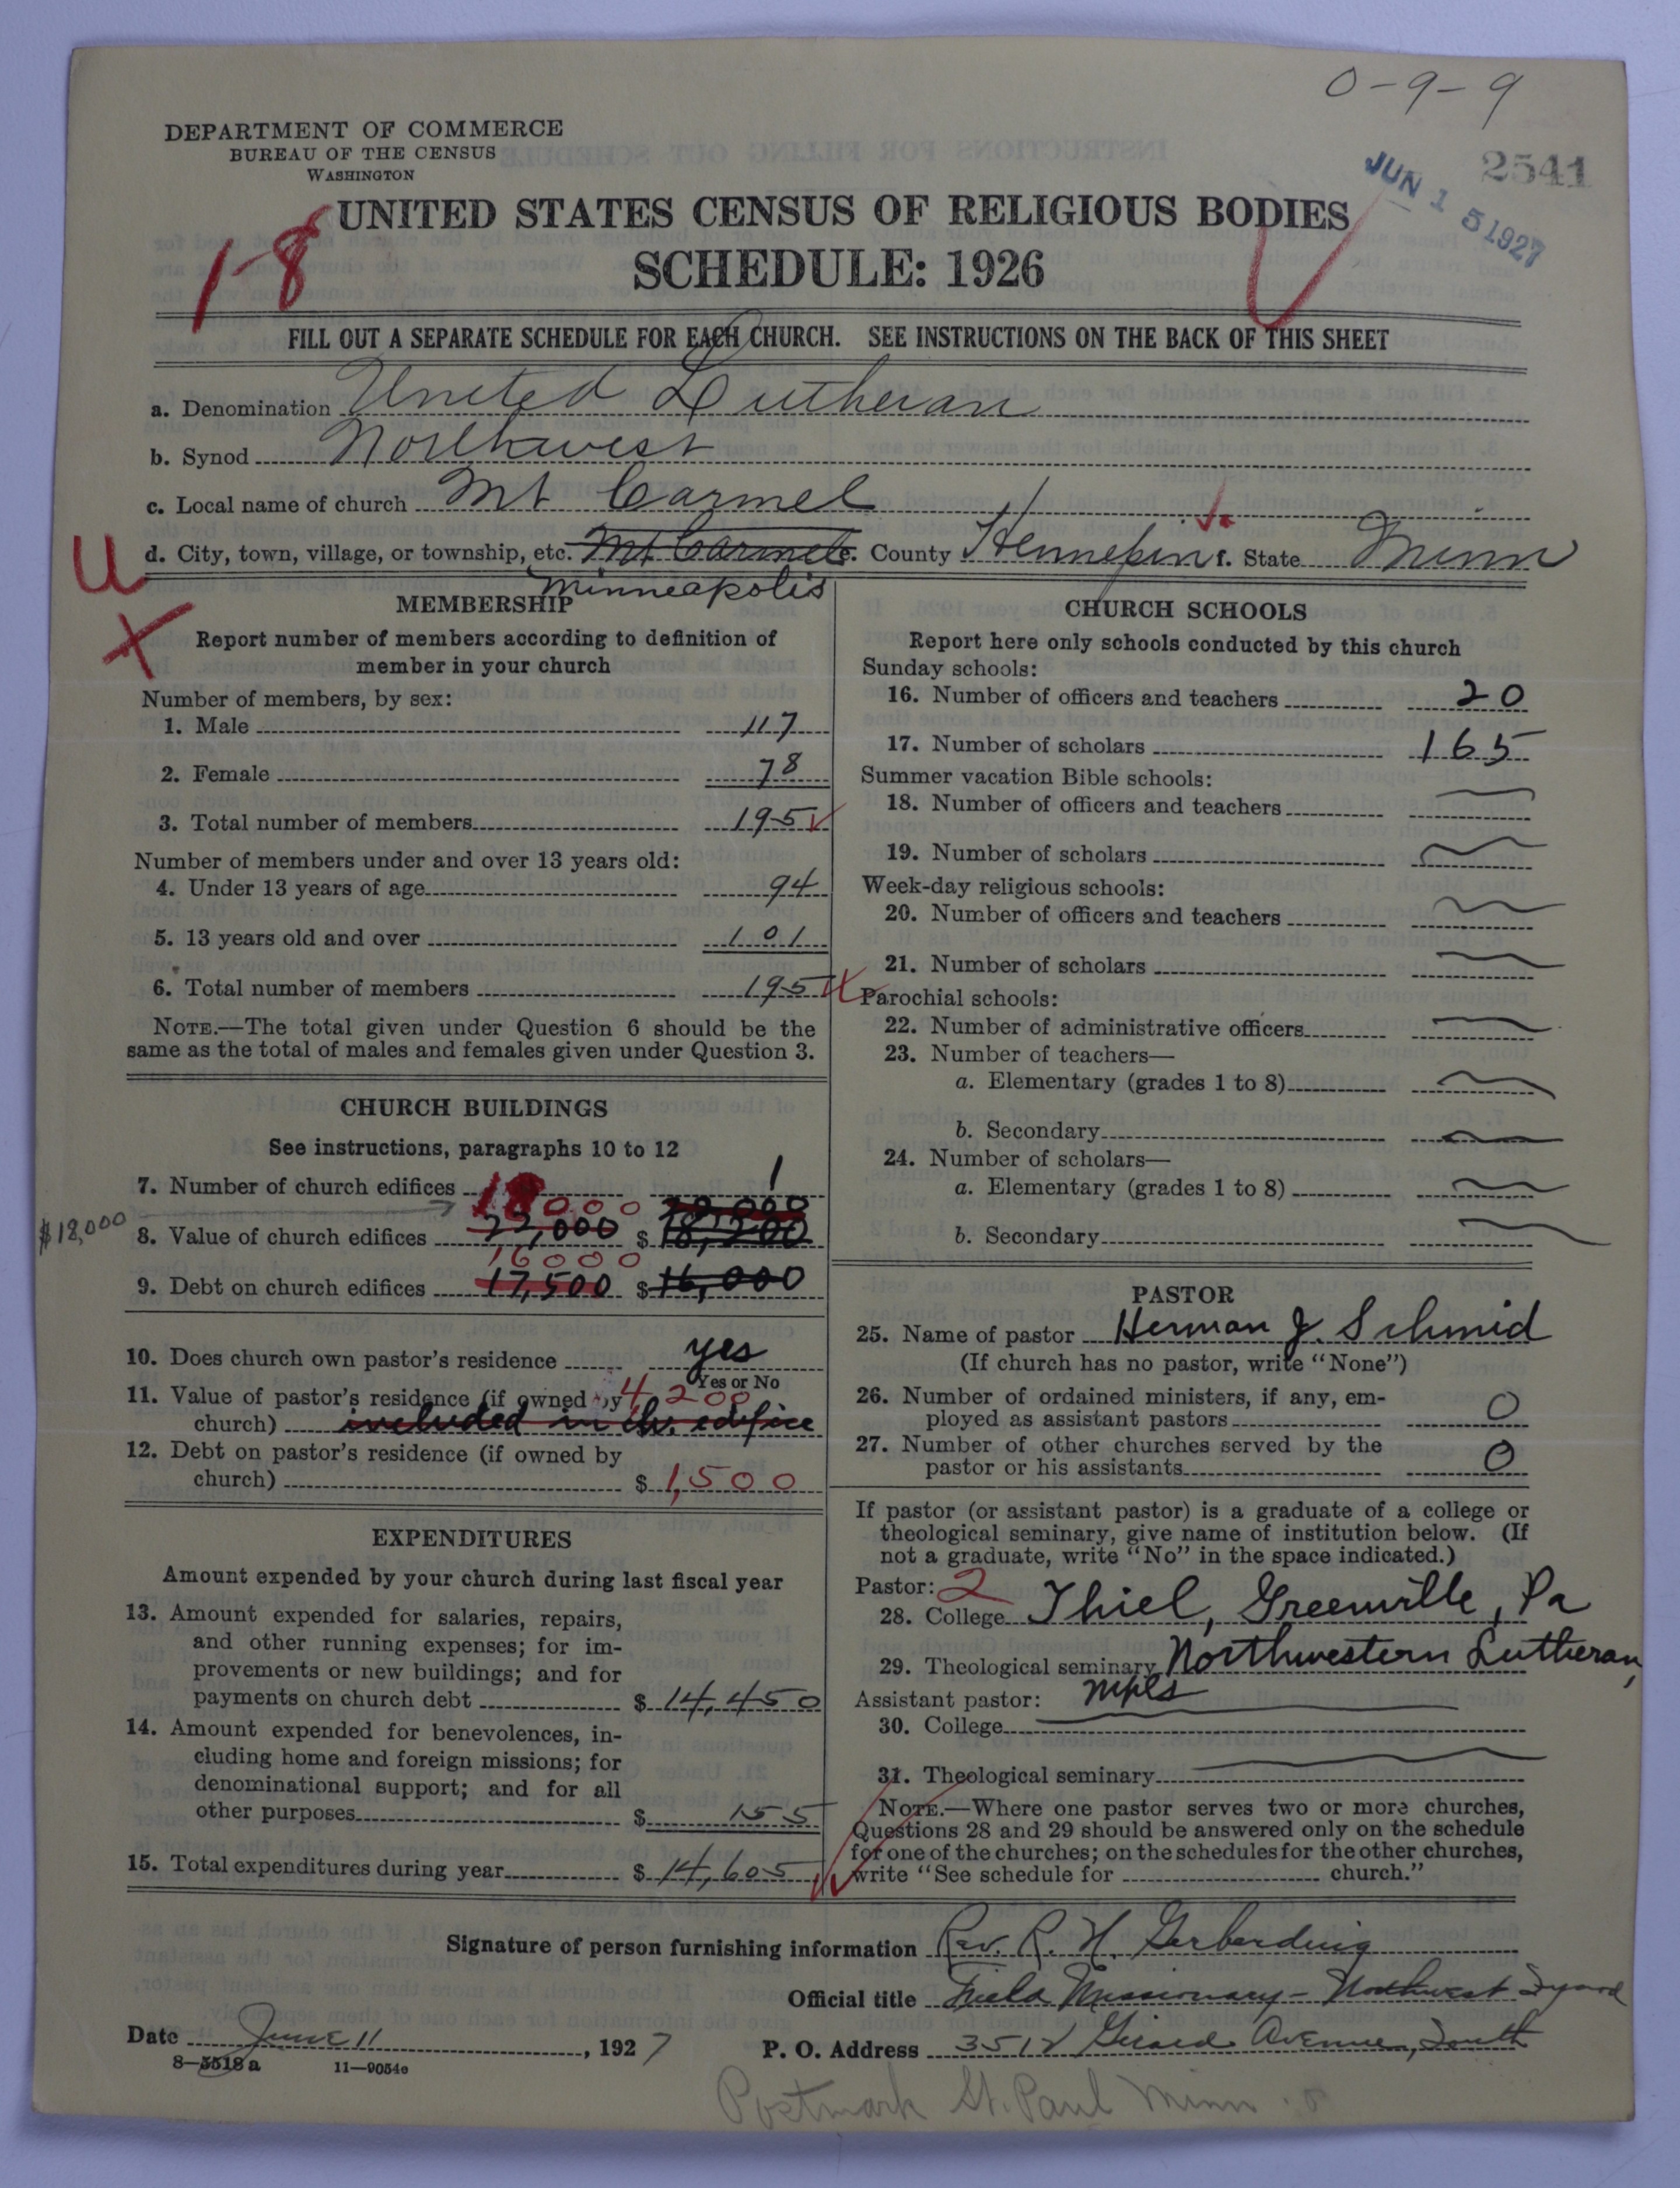 0-9-9
DEPARTMENT OF COMMERCE
BUREAU OF THE CENSUS
WASHINGTON
2541
JUN 15 1927
1-8
UNITED STATES CENSUS OF RELIGIOUS BODIES
SCHEDULE: 1926
FILL OUT A SEPARATE SCHEDULE FOR EACH CHURCH. SEE INSTRUCTIONS ON THE BACK OF THIS SHEET
a. Denomination United Lutheran
b. Synod Northwest
c. Local name of church Mt Carmel
U
d. City, town, village, or township, etc. Mt Carmel e. County Hennepin f. State Minn
Minneapolis
X
MEMBERSHIP
Report number of members according to definition of
member in your church
Number of members, by sex:
1. Male 117
2. Female 78
3. Total number of members 195
Number of members under and over 13 years old:
4. Under 13 years of age 94
5. 13 years old and over 101
6. Total number of members 195
NOTE.—The total given under Question 6 should be the
same as the total of males and females given under Question 3.
CHURCH BUILDINGS
See instructions, paragraphs 10 to 12
7. Number of church edifices 1
18000
$18,000
8. Value of church edifices 22,000 $ 18,200
16000
9. Debt on church edifices 17,500 $ 16,000
10. Does church own pastor's residence yes
Yes or No
11. Value of pastor's residence (if owned by 4200
church) included in ch. edifice
12. Debt on pastor's residence (if owned by
church) $ 1,500
EXPENDITURES
Amount expended by your church during last fiscal year
13. Amount expended for salaries, repairs,
and other running expenses; for im-
provements or new buildings; and for
payments on church debt $ 14,450
14. Amount expended for benevolences, in-
cluding home and foreign missions; for
denominational support; and for all
other purposes $ 155
15. Total expenditures during year $ 14,605
CHURCH SCHOOLS
Report here only schools conducted by this church
Sunday schools:
16. Number of officers and teachers 20
17. Number of scholars 165
Summer vacation Bible schools:
18. Number of officers and teachers
19. Number of scholars
Week-day religious schools:
20. Number of officers and teachers
21. Number of scholars
Parochial schools:
22. Number of administrative officers
23. Number of teachers—
a. Elementary (grades 1 to 8)
b. Secondary
24. Number of scholars—
a. Elementary (grades 1 to 8)
b. Secondary
PASTOR
25. Name of pastor Herman J. Schmid
(If church has no pastor, write "None")
26. Number of ordained ministers, if any, em-
ployed as assistant pastors 0
27. Number of other churches served by the
pastor or his assistants 0
If pastor (or assistant pastor) is a graduate of a college or
theological seminary, give name of institution below. (If
not a graduate, write "No" in the space indicated.)
Pastor: 2
28. College Thiel, Greenville, Pa
29. Theological seminary Northwestern Lutheran,
Assistant pastor: Mpls
30. College
31. Theological seminary
NOTE.—Where one pastor serves two or more churches,
Questions 28 and 29 should be answered only on the schedule
for one of the churches; on the schedules for the other churches,
write "See schedule for church."
Signature of person furnishing information Rev. R. H. Gerberding
Official title Field Missionary - Northwest Synod
Date June 11, 1927 P. O. Address 3512 Girard Avenue, South
8-5518 a 11-9054e
Postmark St. Paul Minn.